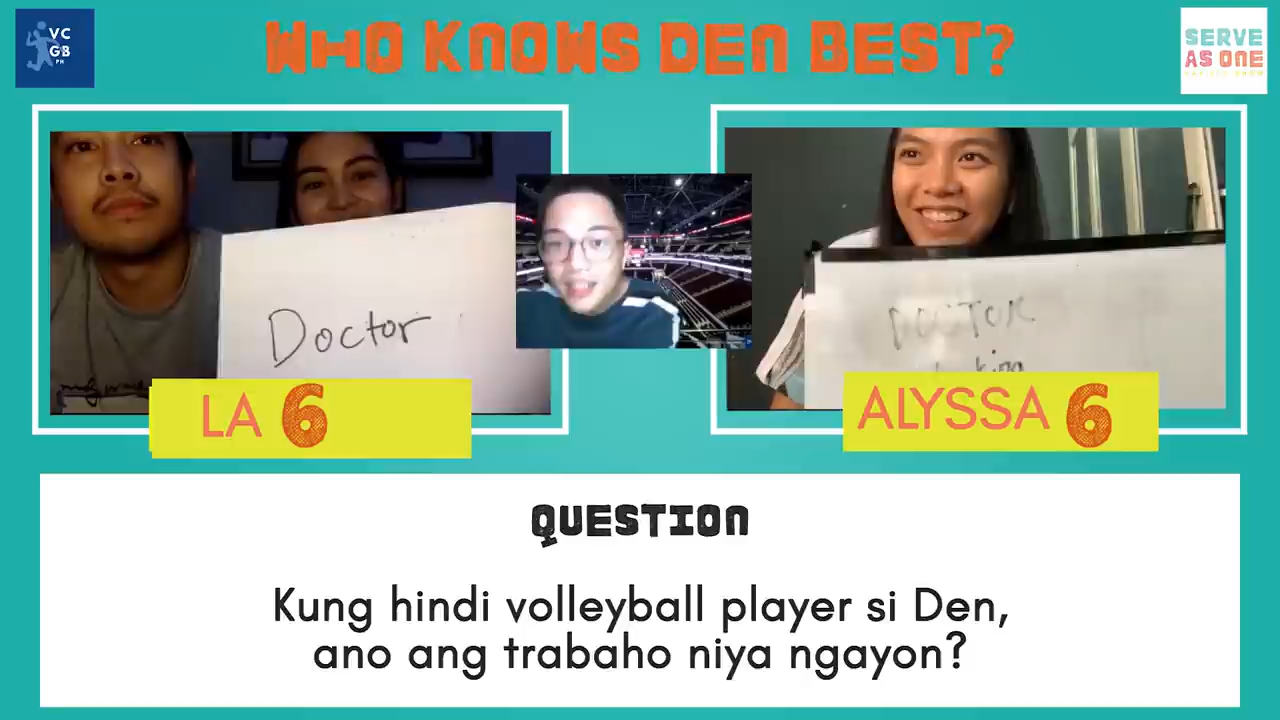 VC
GB
PH
WHO KNOWS DEN BEST?
SERVE
AS ONE
Doctor
DOCTOR
LA 6
ALYSSA 6
QUESTION
Kung hindi volleyball player si Den,
ano ang trabaho niya ngayon?